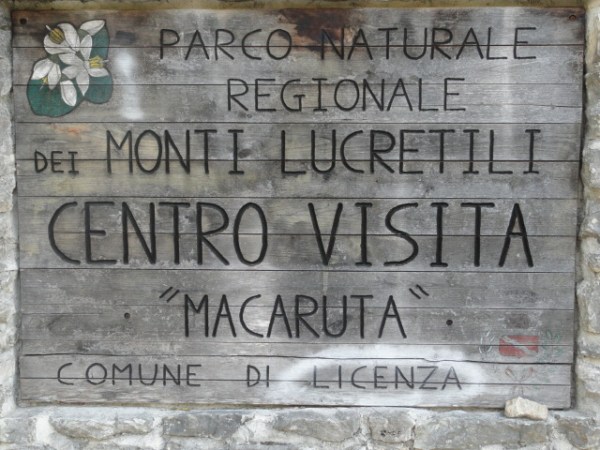 PARCO NATURALE
REGIONALE
DEI MONTI LUCRETILI
CENTRO VISITA
"MACARUTA"
COMUNE DI LICENZA